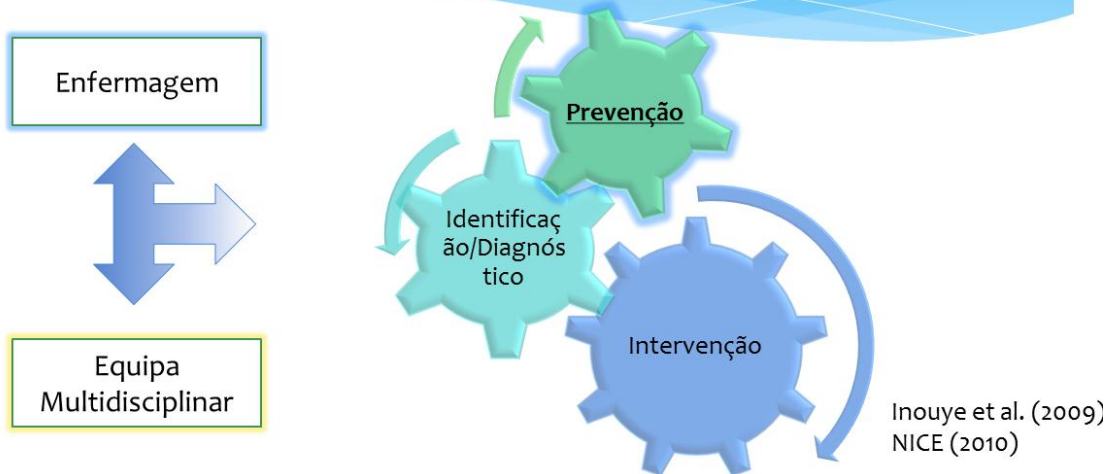 Enfermagem
Equipa
Multidisciplinar
Prevenção
Identificaç
ão/Diagnós
tico
Intervenção
Inouye et al. (2009)
NICE (2010)